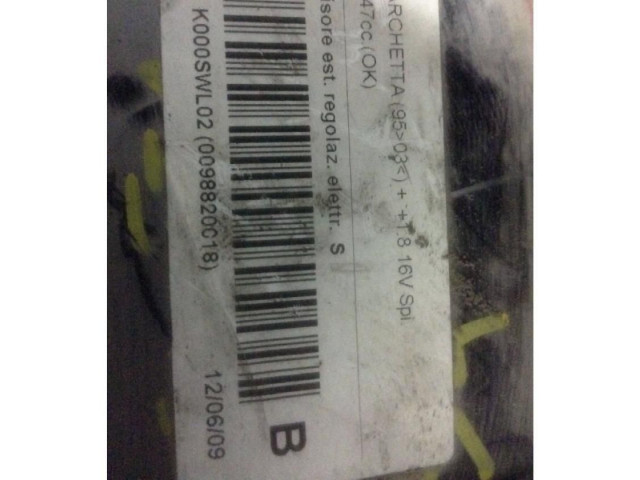 ARCHETTA (95>03<) + -+1.8 16V Spi
47cc.(OK)
isore est. regolaz. elettr. S
K000SWL02 (0098820018) 12/06/09
B